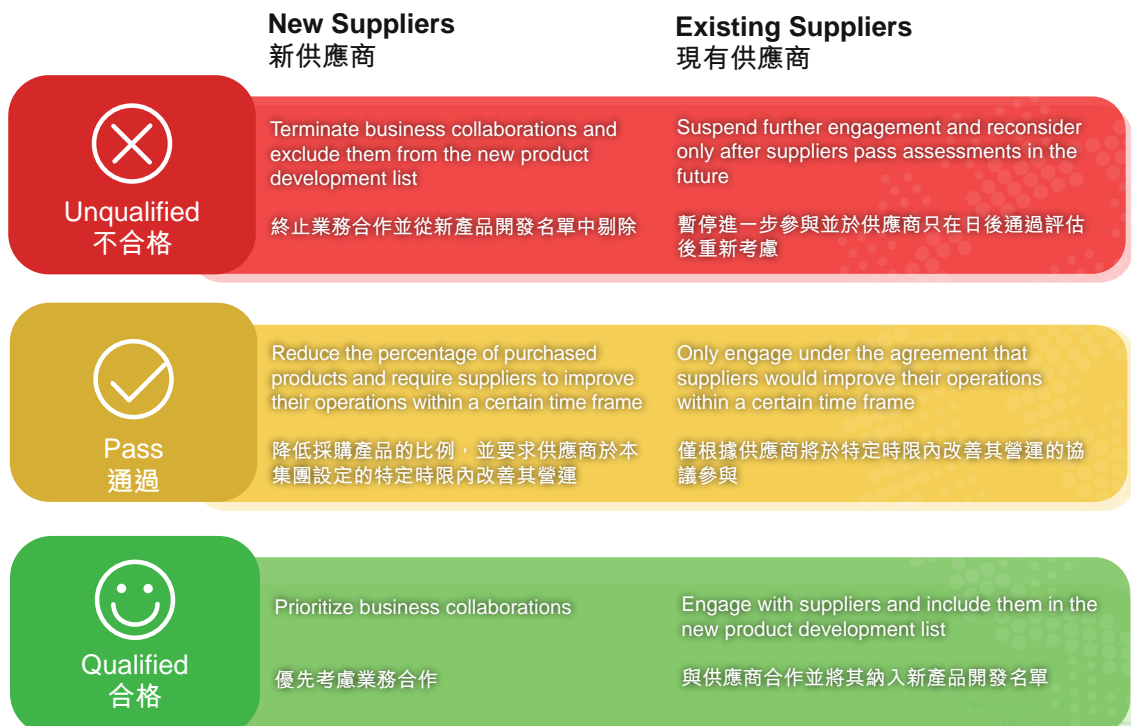 New Suppliers
新供應商
Existing Suppliers
現有供應商
Unqualified
不合格
Terminate business collaborations and
exclude them from the new product
development list
終止業務合作並從新產品開發名單中剔除
Suspend further engagement and reconsider
only after suppliers pass assessments in the
future
暫停進一步參與並於供應商只在日後通過評估
後重新考慮
Pass
通過
Reduce the percentage of purchased
products and require suppliers to improve
their operations within a certain time frame
降低採購產品的比例，並要求供應商於本
集團設定的特定時限內改善其營運
Only engage under the agreement that
suppliers would improve their operations
within a certain time frame
僅根據供應商將於特定時限內改善其營運的協
議參與
Qualified
合格
Prioritize business collaborations
優先考慮業務合作
Engage with suppliers and include them in the
new product development list
與供應商合作並將其納入新產品開發名單